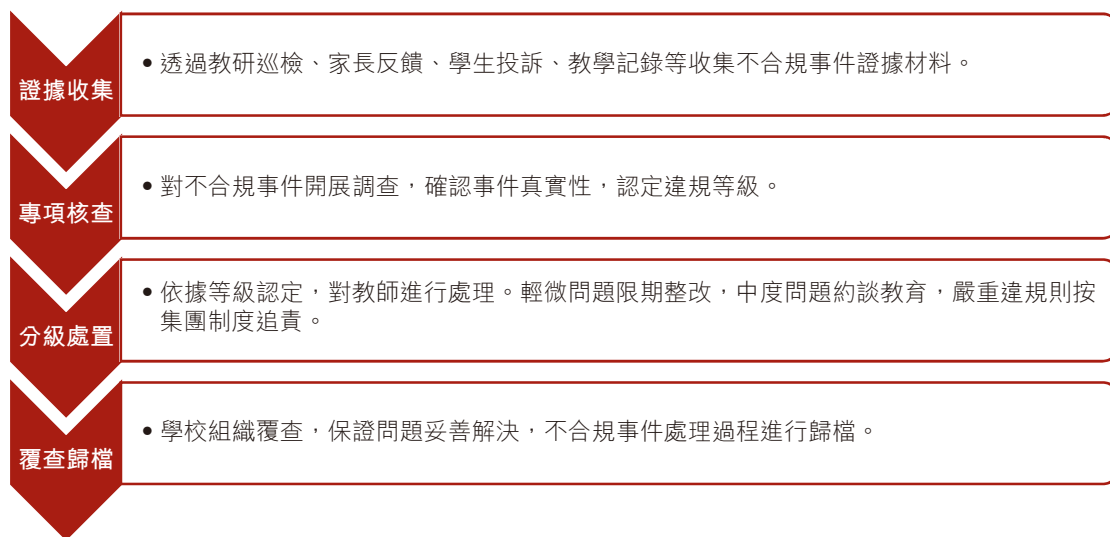 證據收集
• 透過教研巡檢、家長反饋、學生投訴、教學記錄等收集不合規事件證據材料。
專項核查
• 對不合規事件開展調查，確認事件真實性，認定違規等級。
分級處置
• 依據等級認定，對教師進行處理。輕微問題限期整改，中度問題約談教育，嚴重違規則按
集團制度追責。
覆查歸檔
• 學校組織覆查，保證問題妥善解決，不合規事件處理過程進行歸檔。